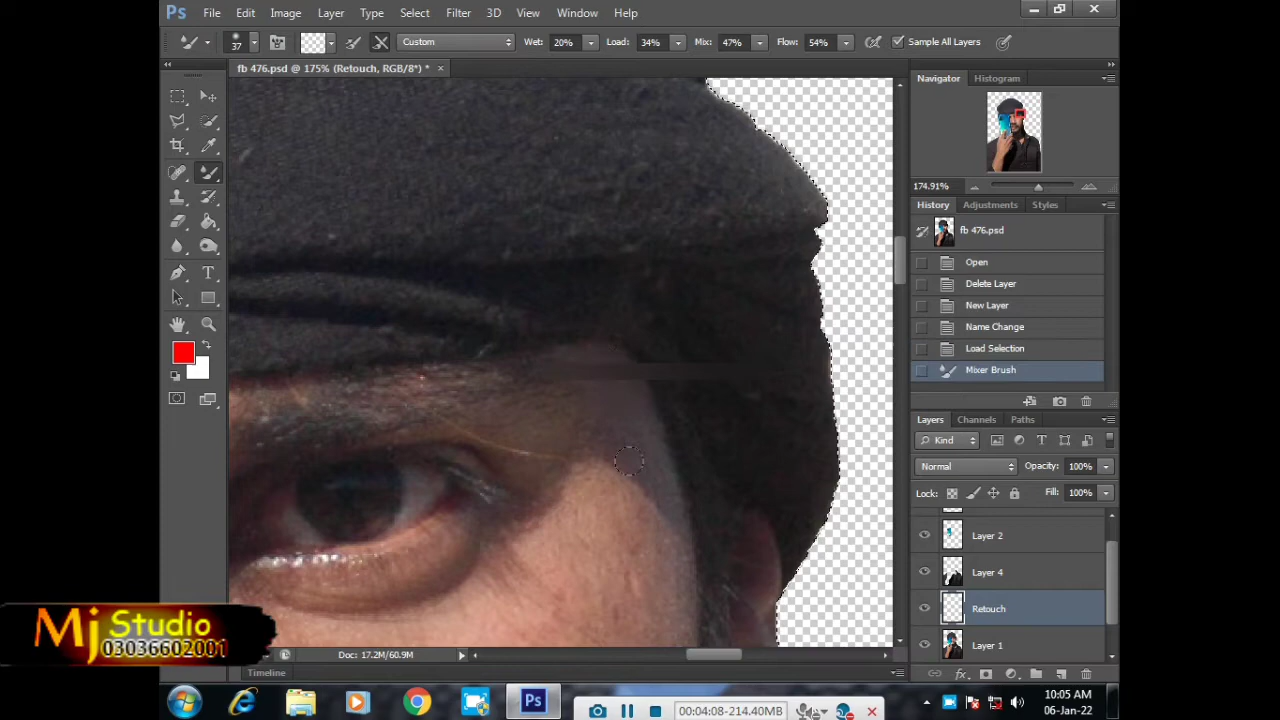 Ps File Edit Image Layer Type Select Filter 3D View Window Help
37 Custom Wet: 20% Load: 34% Mix: 47% Flow: 54% Sample All Layers
fb 476.psd @ 175% (Retouch, RGB/8*) * ×
Navigator Histogram
174.91%
History Adjustments Styles
fb 476.psd
Open
Delete Layer
New Layer
Name Change
Load Selection
Mixer Brush
Layers Channels Paths
Kind
Normal Opacity: 100%
Lock: Fill: 100%
Layer 2
Layer 4
Retouch
Layer 1
Mj Studio
03036602001
Doc: 17.2M/60.9M
Timeline
Ps 00:04:08-214.40MB
10:05 AM
06-Jan-22